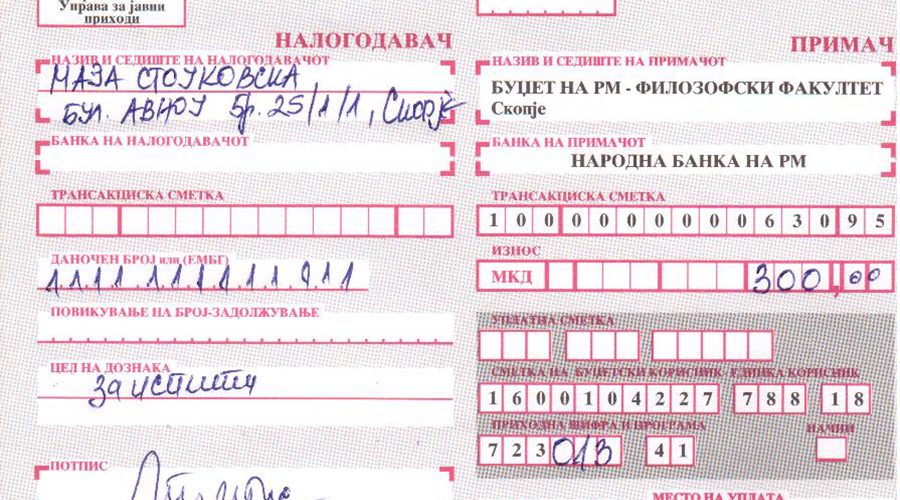 Управа за јавни
приходи
НАЛОГОДАВАЧ
НАЗИВ И СЕДИШТЕ НА НАЛОГОДАВАЧОТ
МАЈА СТОЈКОВСКА
БУЛ. АВНОЈ бр. 25/1/1, Скопје
БАНКА НА НАЛОГОДАВАЧОТ
ТРАНСАКЦИСКА СМЕТКА
ДАНОЧЕН БРОЈ или (ЕМБГ)
1111111111111
ПОВИКУВАЊЕ НА БРОЈ-ЗАДОЛЖУВАЊЕ
ЦЕЛ НА ДОЗНАКА
за испити
ПОТПИС
ПРИМАЧ
НАЗИВ И СЕДИШТЕ НА ПРИМАЧОТ
БУЏЕТ НА РМ - ФИЛОЗОФСКИ ФАКУЛТЕТ
Скопје
БАНКА НА ПРИМАЧОТ
НАРОДНА БАНКА НА РМ
ТРАНСАКЦИСКА СМЕТКА
100 0000000630 95
ИЗНОС
МКД 300,00
УПЛАТНА СМЕТКА
СМЕТКА НА БУЏЕТСКИ КОРИСНИК - ЕДИНКА КОРИСНИК
1600104227 788 18
ПРИХОДНА ШИФРА И ПРОГРАМА НАЧИН
723013 41
МЕСТО НА УПЛАТА